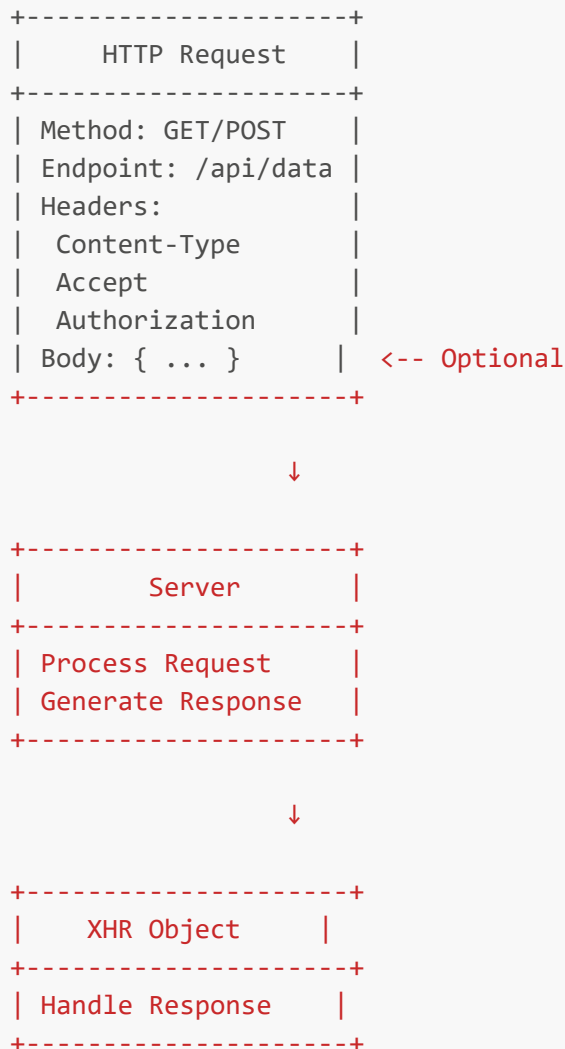 +---------------------+
|     HTTP Request    |
+---------------------+
| Method: GET/POST    |
| Endpoint: /api/data |
| Headers:            |
|  Content-Type       |
|  Accept             |
|  Authorization      |
| Body: { ... }      |  <-- Optional
+---------------------+
↓
+---------------------+
|        Server       |
+---------------------+
| Process Request     |
| Generate Response   |
+---------------------+
↓
+---------------------+
|    XHR Object     |
+---------------------+
| Handle Response    |
+---------------------+